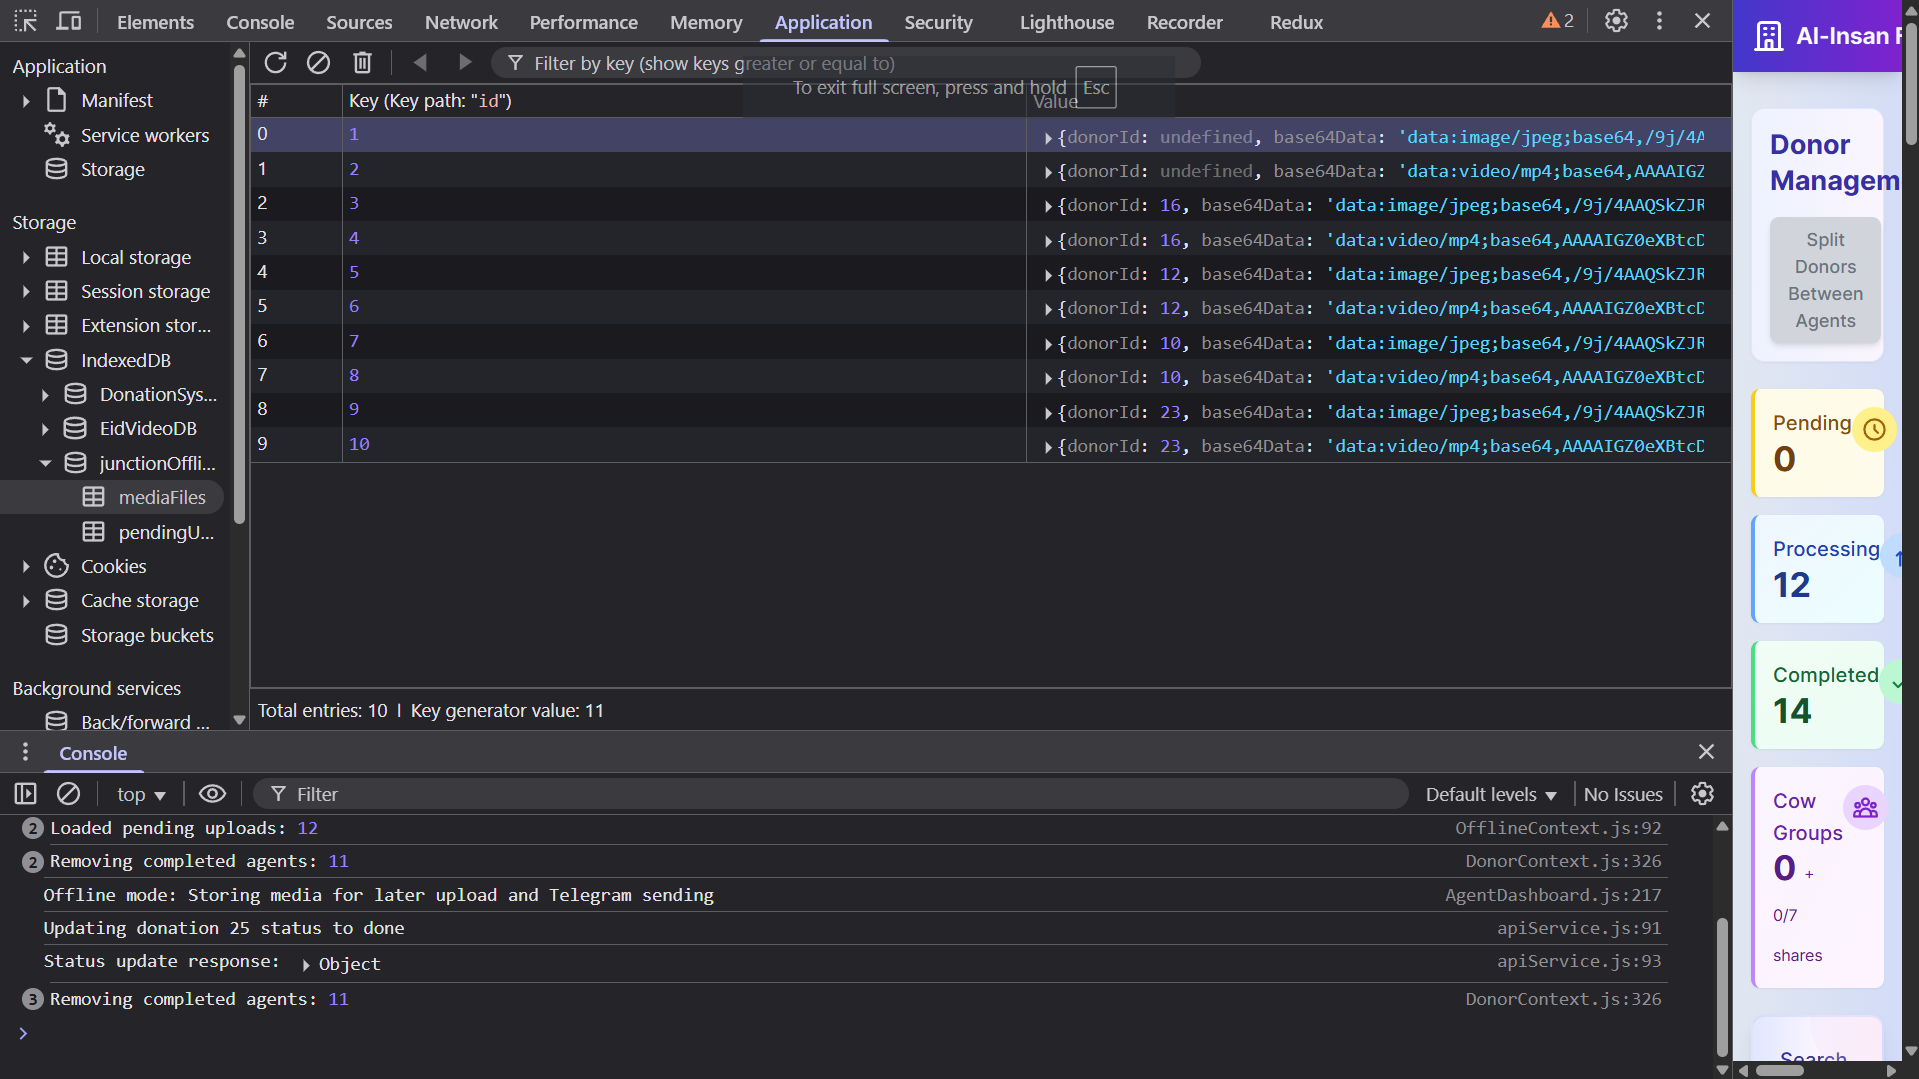 Elements Console Sources Network Performance Memory Application Security Lighthouse Recorder Redux 2
Application
Manifest
Service workers
Storage
Storage
Local storage
Session storage
Extension stor...
IndexedDB
DonationSys...
EidVideoDB
junctionOffli...
mediaFiles
pendingU...
Cookies
Cache storage
Storage buckets
Background services
Back/forward ...
Filter by key (show keys greater or equal to)
To exit full screen, press and hold Esc
# Key (Key path: "id") Value
0 1 {donorId: undefined, base64Data: 'data:image/jpeg;base64,/9j/4A
1 2 {donorId: undefined, base64Data: 'data:video/mp4;base64,AAAAIGZ
2 3 {donorId: 16, base64Data: 'data:image/jpeg;base64,/9j/4AAQSkZJR
3 4 {donorId: 16, base64Data: 'data:video/mp4;base64,AAAAIGZ0eXBtcD
4 5 {donorId: 12, base64Data: 'data:image/jpeg;base64,/9j/4AAQSkZJR
5 6 {donorId: 12, base64Data: 'data:video/mp4;base64,AAAAIGZ0eXBtcD
6 7 {donorId: 10, base64Data: 'data:image/jpeg;base64,/9j/4AAQSkZJR
7 8 {donorId: 10, base64Data: 'data:video/mp4;base64,AAAAIGZ0eXBtcD
8 9 {donorId: 23, base64Data: 'data:image/jpeg;base64,/9j/4AAQSkZJR
9 10 {donorId: 23, base64Data: 'data:video/mp4;base64,AAAAIGZ0eXBtcD
Total entries: 10 | Key generator value: 11
Console
top Filter Default levels No Issues
2 Loaded pending uploads: 12 OfflineContext.js:92
2 Removing completed agents: 11 DonorContext.js:326
Offline mode: Storing media for later upload and Telegram sending AgentDashboard.js:217
Updating donation 25 status to done apiService.js:91
Status update response: Object apiService.js:93
3 Removing completed agents: 11 DonorContext.js:326
Al-Insan F
Donor
Managem
Split
Donors
Between
Agents
Pending
0
Processing
12
Completed
14
Cow
Groups
0 +
0/7
shares
Search